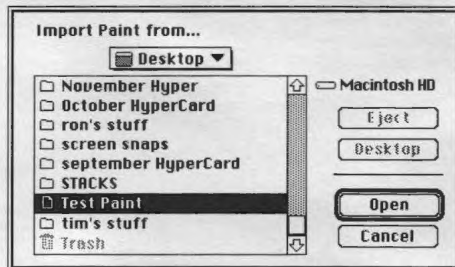 Import Paint from...
Desktop
November Hyper
October HyperCard
ron's stuff
screen snaps
september HyperCard
STACKS
Test Paint
tim's stuff
Trash
Macintosh HD
Eject
Desktop
Open
Cancel